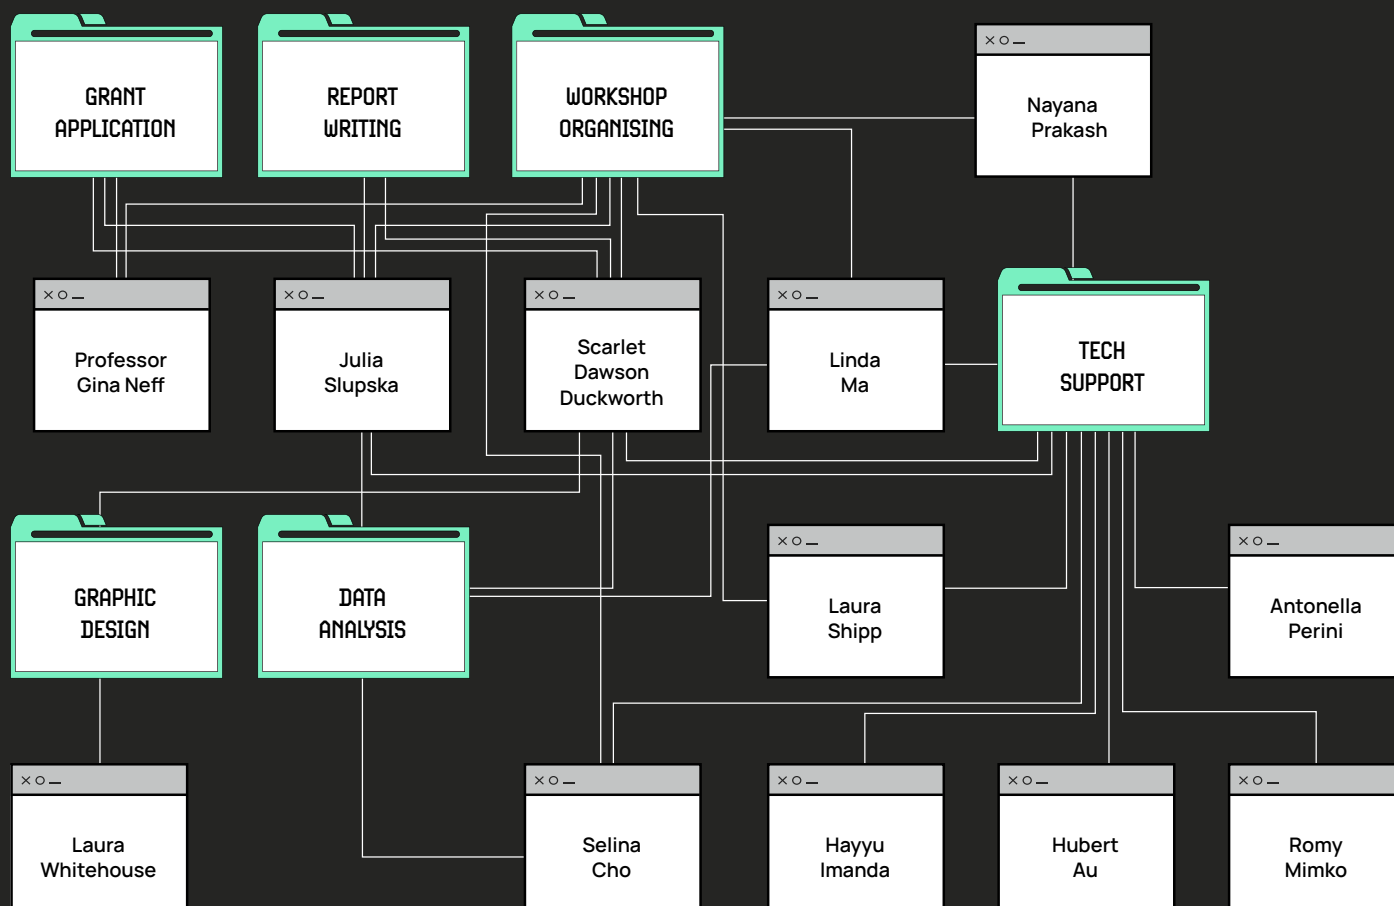 GRANT
APPLICATION
REPORT
WRITING
WORKSHOP
ORGANISING
Nayana
Prakash
Professor
Gina Neff
Julia
Slupska
Scarlet
Dawson
Duckworth
Linda
Ma
TECH
SUPPORT
GRAPHIC
DESIGN
DATA
ANALYSIS
Laura
Shipp
Antonella
Perini
Laura
Whitehouse
Selina
Cho
Hayyu
Imanda
Hubert
Au
Romy
Mimko